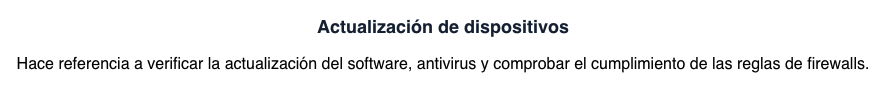 Actualización de dispositivos
Hace referencia a verificar la actualización del software, antivirus y comprobar el cumplimiento de las reglas de firewalls.